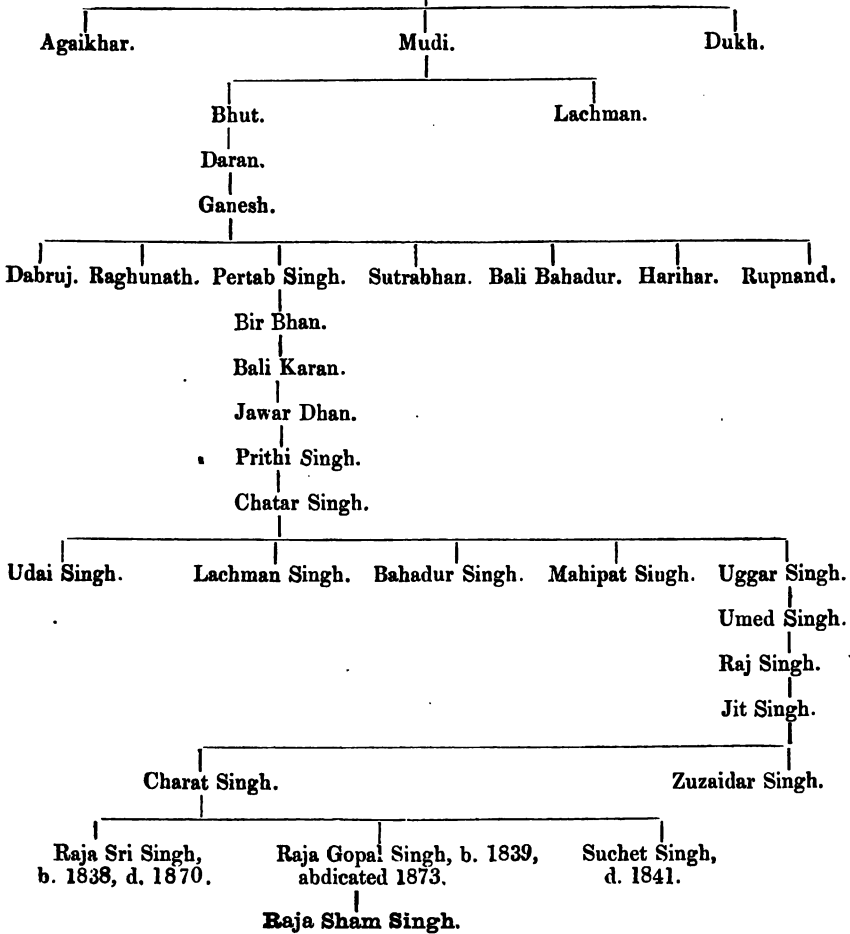 Agaikhar. Mudi. Dukh.
Bhut. Lachman.
Daran.
Ganesh.
Dabruj. Raghunath. Pertab Singh. Sutrabhan. Bali Bahadur. Harihar. Rupnand.
Bir Bhan.
Bali Karan.
Jawar Dhan.
Prithi Singh.
Chatar Singh.
Udai Singh. Lachman Singh. Bahadur Singh. Mahipat Siugh. Uggar Singh.
Umed Singh.
Raj Singh.
Jit Singh.
Charat Singh. Zuzaidar Singh.
Raja Sri Singh, Raja Gopal Singh, b. 1839, Suchet Singh,
b. 1838, d. 1870. abdicated 1873. d. 1841.
Raja Sham Singh.